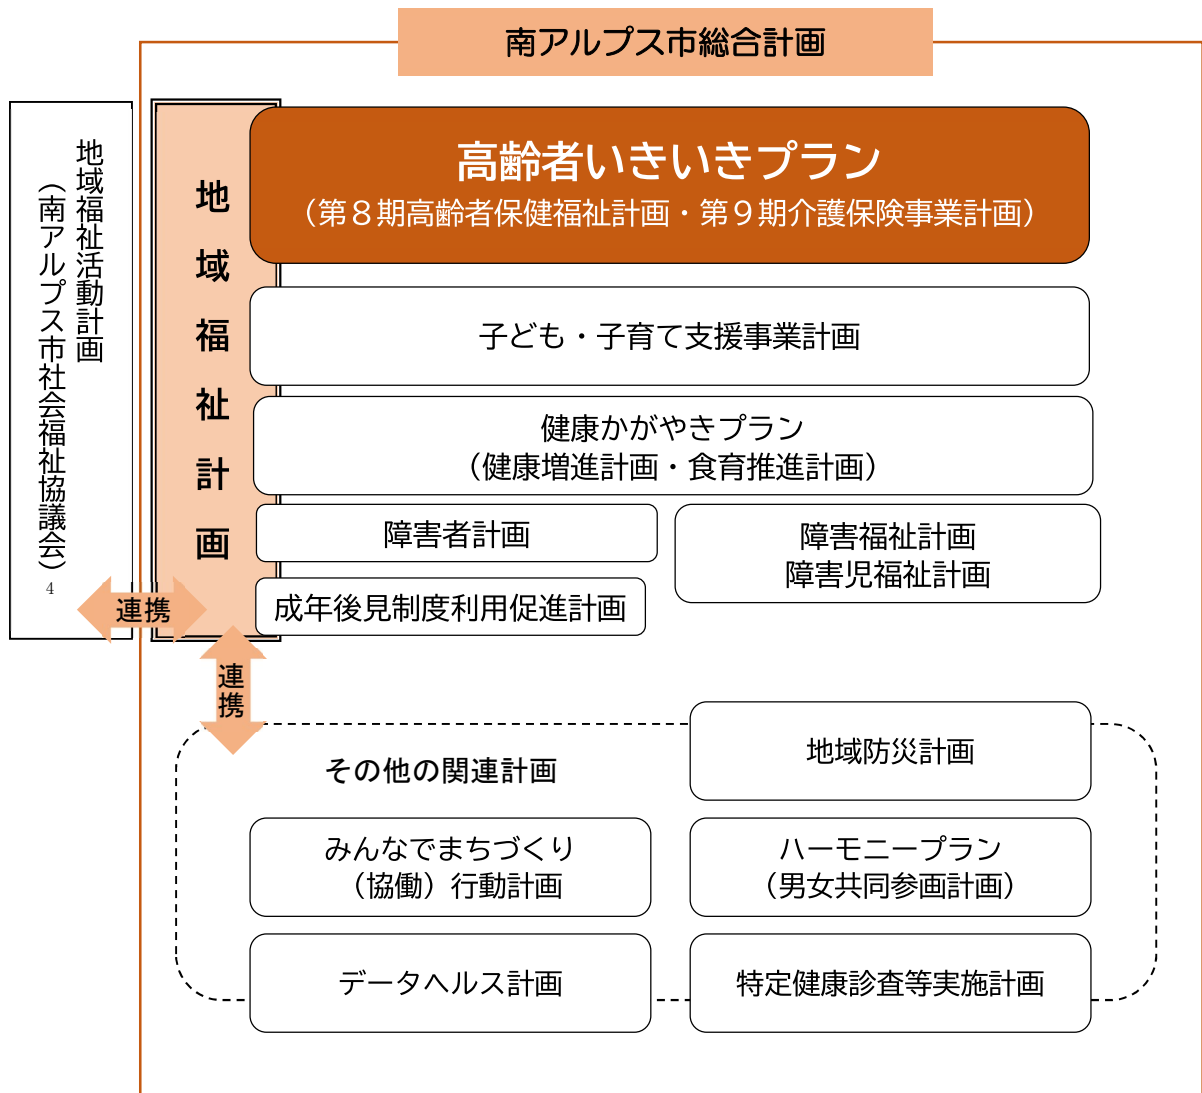 南アルプス市総合計画
地域福祉活動計画
（南アルプス市社会福祉協議会）
4
地域福祉計画
高齢者いきいきプラン
（第８期高齢者保健福祉計画・第９期介護保険事業計画）
子ども・子育て支援事業計画
健康かがやきプラン
（健康増進計画・食育推進計画）
障害者計画
障害福祉計画
障害児福祉計画
成年後見制度利用促進計画
連携
連携
その他の関連計画
地域防災計画
みんなでまちづくり
（協働）行動計画
ハーモニープラン
（男女共同参画計画）
データヘルス計画
特定健康診査等実施計画